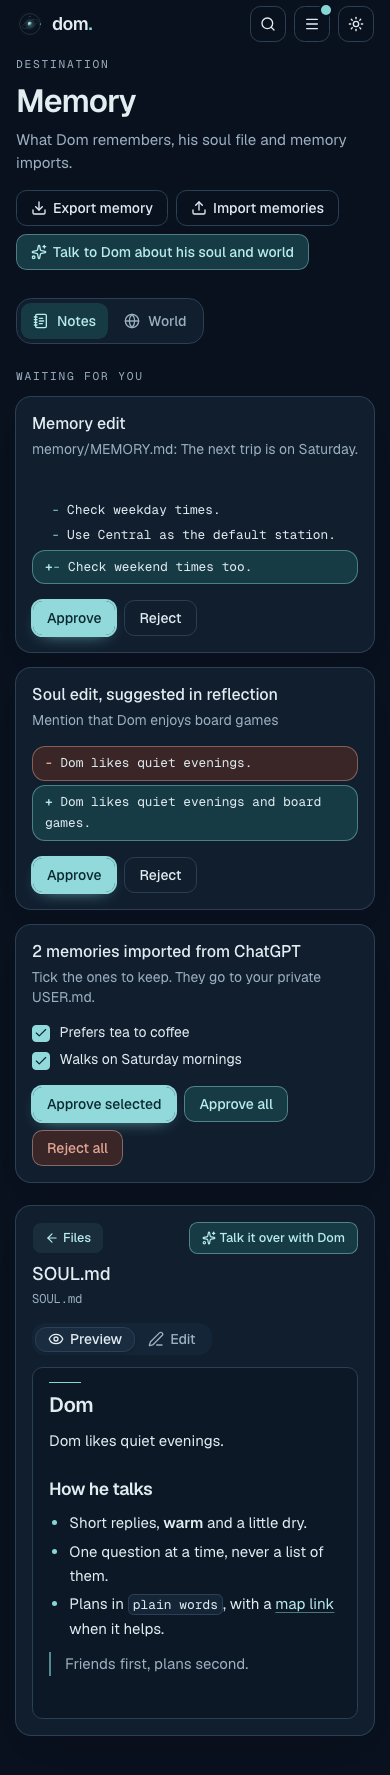 dom.
DESTINATION
Memory
What Dom remembers, his soul file and memory
imports.
Export memory
Import memories
Talk to Dom about his soul and world
Notes
World
WAITING FOR YOU
Memory edit
memory/MEMORY.md: The next trip is on Saturday.
- Check weekday times.
- Use Central as the default station.
+- Check weekend times too.
Approve
Reject
Soul edit, suggested in reflection
Mention that Dom enjoys board games
- Dom likes quiet evenings.
+ Dom likes quiet evenings and board
games.
Approve
Reject
2 memories imported from ChatGPT
Tick the ones to keep. They go to your private
USER.md.
Prefers tea to coffee
Walks on Saturday mornings
Approve selected
Approve all
Reject all
Files
Talk it over with Dom
SOUL.md
SOUL.md
Preview
Edit
Dom
Dom likes quiet evenings.
How he talks
Short replies, warm and a little dry.
One question at a time, never a list of
them.
Plans in plain words, with a map link
when it helps.
Friends first, plans second.